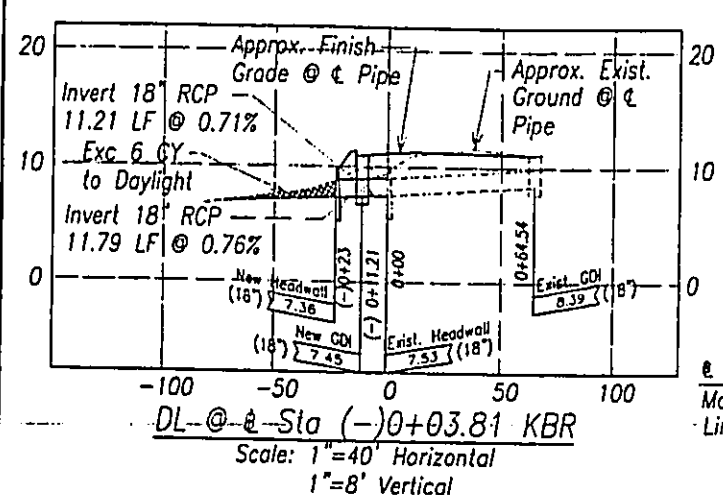 20
Approx. Finish
Grade @ ℄ Pipe
Approx. Exist.
Ground @ ℄
Pipe
20
Invert 18" RCP
11.21 LF @ 0.71%
Exc 6 CY
to Daylight
10
10
Invert 18" RCP
11.79 LF @ 0.76%
0
0
(-)0+23
(-) 0+11.21
0+00
0+64.54
New Headwall
(18")
7.36
New GDI
(18")
7.45
Exist. Headwall
7.53
(18")
Exist. GDI
8.39
-100
-50
0
50
100
DL @ ℄ Sta (-)0+03.81 KBR
Scale: 1"=40' Horizontal
1"=8' Vertical